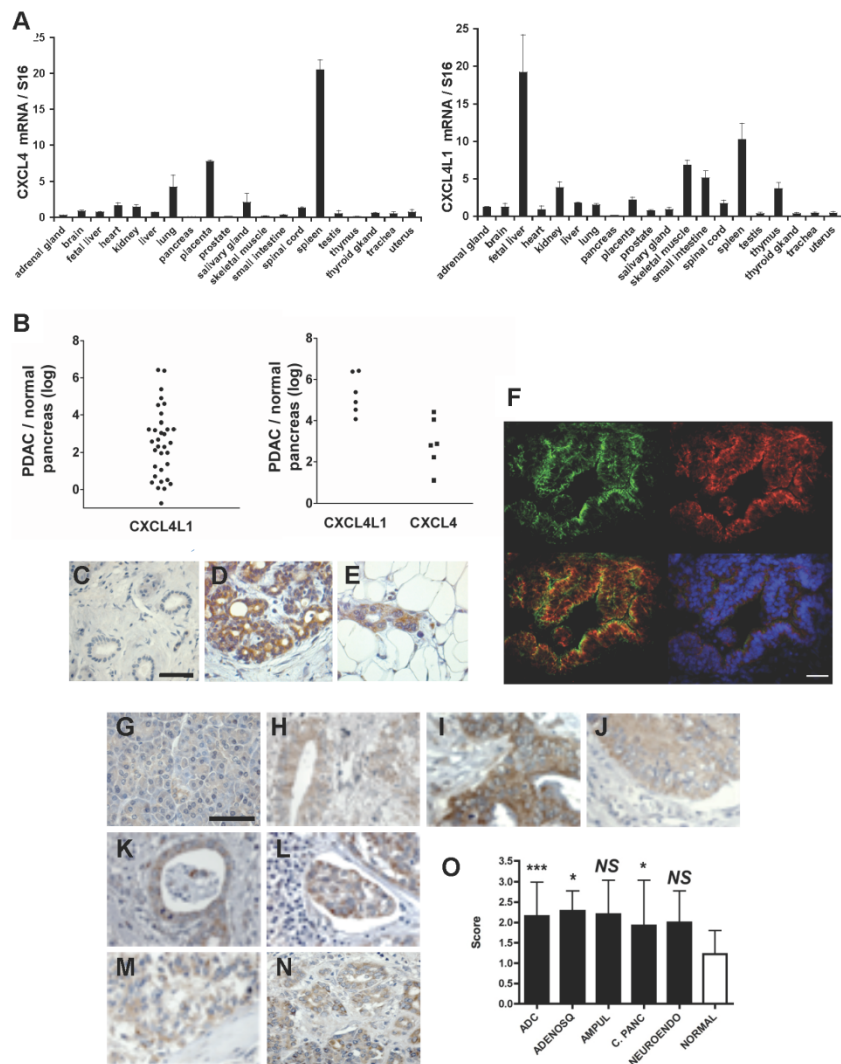 A
CXCL4 mRNA / S16
25
20
15
10
5
0
adrenal gland
brain
fetal liver
heart
kidney
liver
lung
pancreas
placenta
prostate
salivary gland
skeletal muscle
small intestine
spinal cord
spleen
testis
thymus
thyroid gkand
trachea
uterus
CXCL4L1 mRNA / S16
25
20
15
10
5
0
adrenal gland
brain
fetal liver
heart
kidney
liver
lung
pancreas
placenta
prostate
salivary gland
skeletal muscle
small intestine
spinal cord
spleen
testis
thymus
thyroid gkand
trachea
uterus
B
PDAC / normal
pancreas (log)
8
6
4
2
0
CXCL4L1
PDAC / normal
pancreas (log)
6
4
2
0
CXCL4L1 CXCL4
F
C D E
G H I J
K L
M N
O
Score
3.5
3.0
2.5
2.0
1.5
1.0
0.5
0.0
*** * NS * NS
ADC
ADENOSQ
AMPUL
C. PANC
NEUROENDO
NORMAL